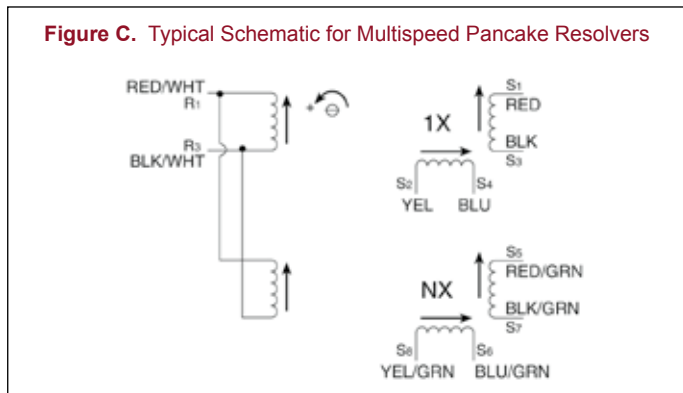 Figure C. Typical Schematic for Multispeed Pancake Resolvers
RED/WHT
R1
R3
BLK/WHT
+
θ
1X
S1
RED
BLK
S3
S2
S4
YEL
BLU
NX
S5
RED/GRN
BLK/GRN
S7
S8
S6
YEL/GRN
BLU/GRN